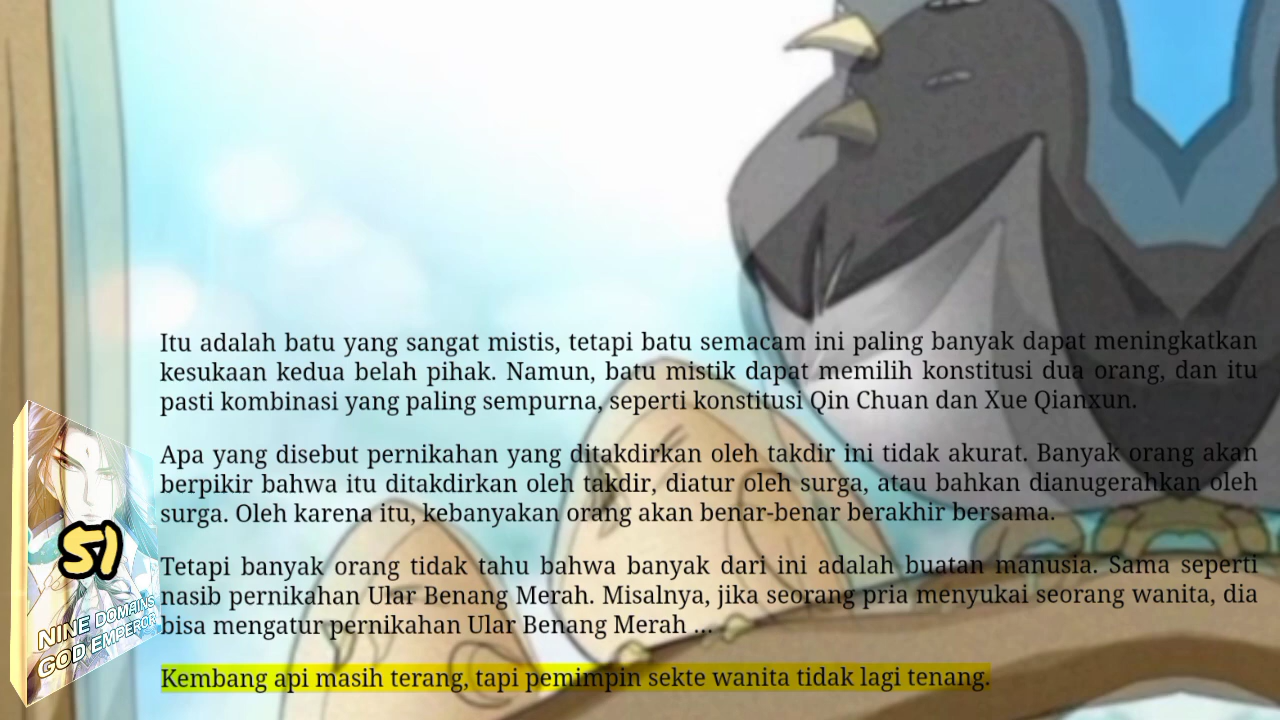 Itu adalah batu yang sangat mistis, tetapi batu semacam ini paling banyak dapat meningkatkan
kesukaan kedua belah pihak. Namun, batu mistik dapat memilih konstitusi dua orang, dan itu
pasti kombinasi yang paling sempurna, seperti konstitusi Qin Chuan dan Xue Qianxun.
Apa yang disebut pernikahan yang ditakdirkan oleh takdir ini tidak akurat. Banyak orang akan
berpikir bahwa itu ditakdirkan oleh takdir, diatur oleh surga, atau bahkan dianugerahkan oleh
surga. Oleh karena itu, kebanyakan orang akan benar-benar berakhir bersama.
Tetapi banyak orang tidak tahu bahwa banyak dari ini adalah buatan manusia. Sama seperti
nasib pernikahan Ular Benang Merah. Misalnya, jika seorang pria menyukai seorang wanita, dia
bisa mengatur pernikahan Ular Benang Merah ...
Kembang api masih terang, tapi pemimpin sekte wanita tidak lagi tenang.
51
NINE DOMAINS
GOD EMPEROR